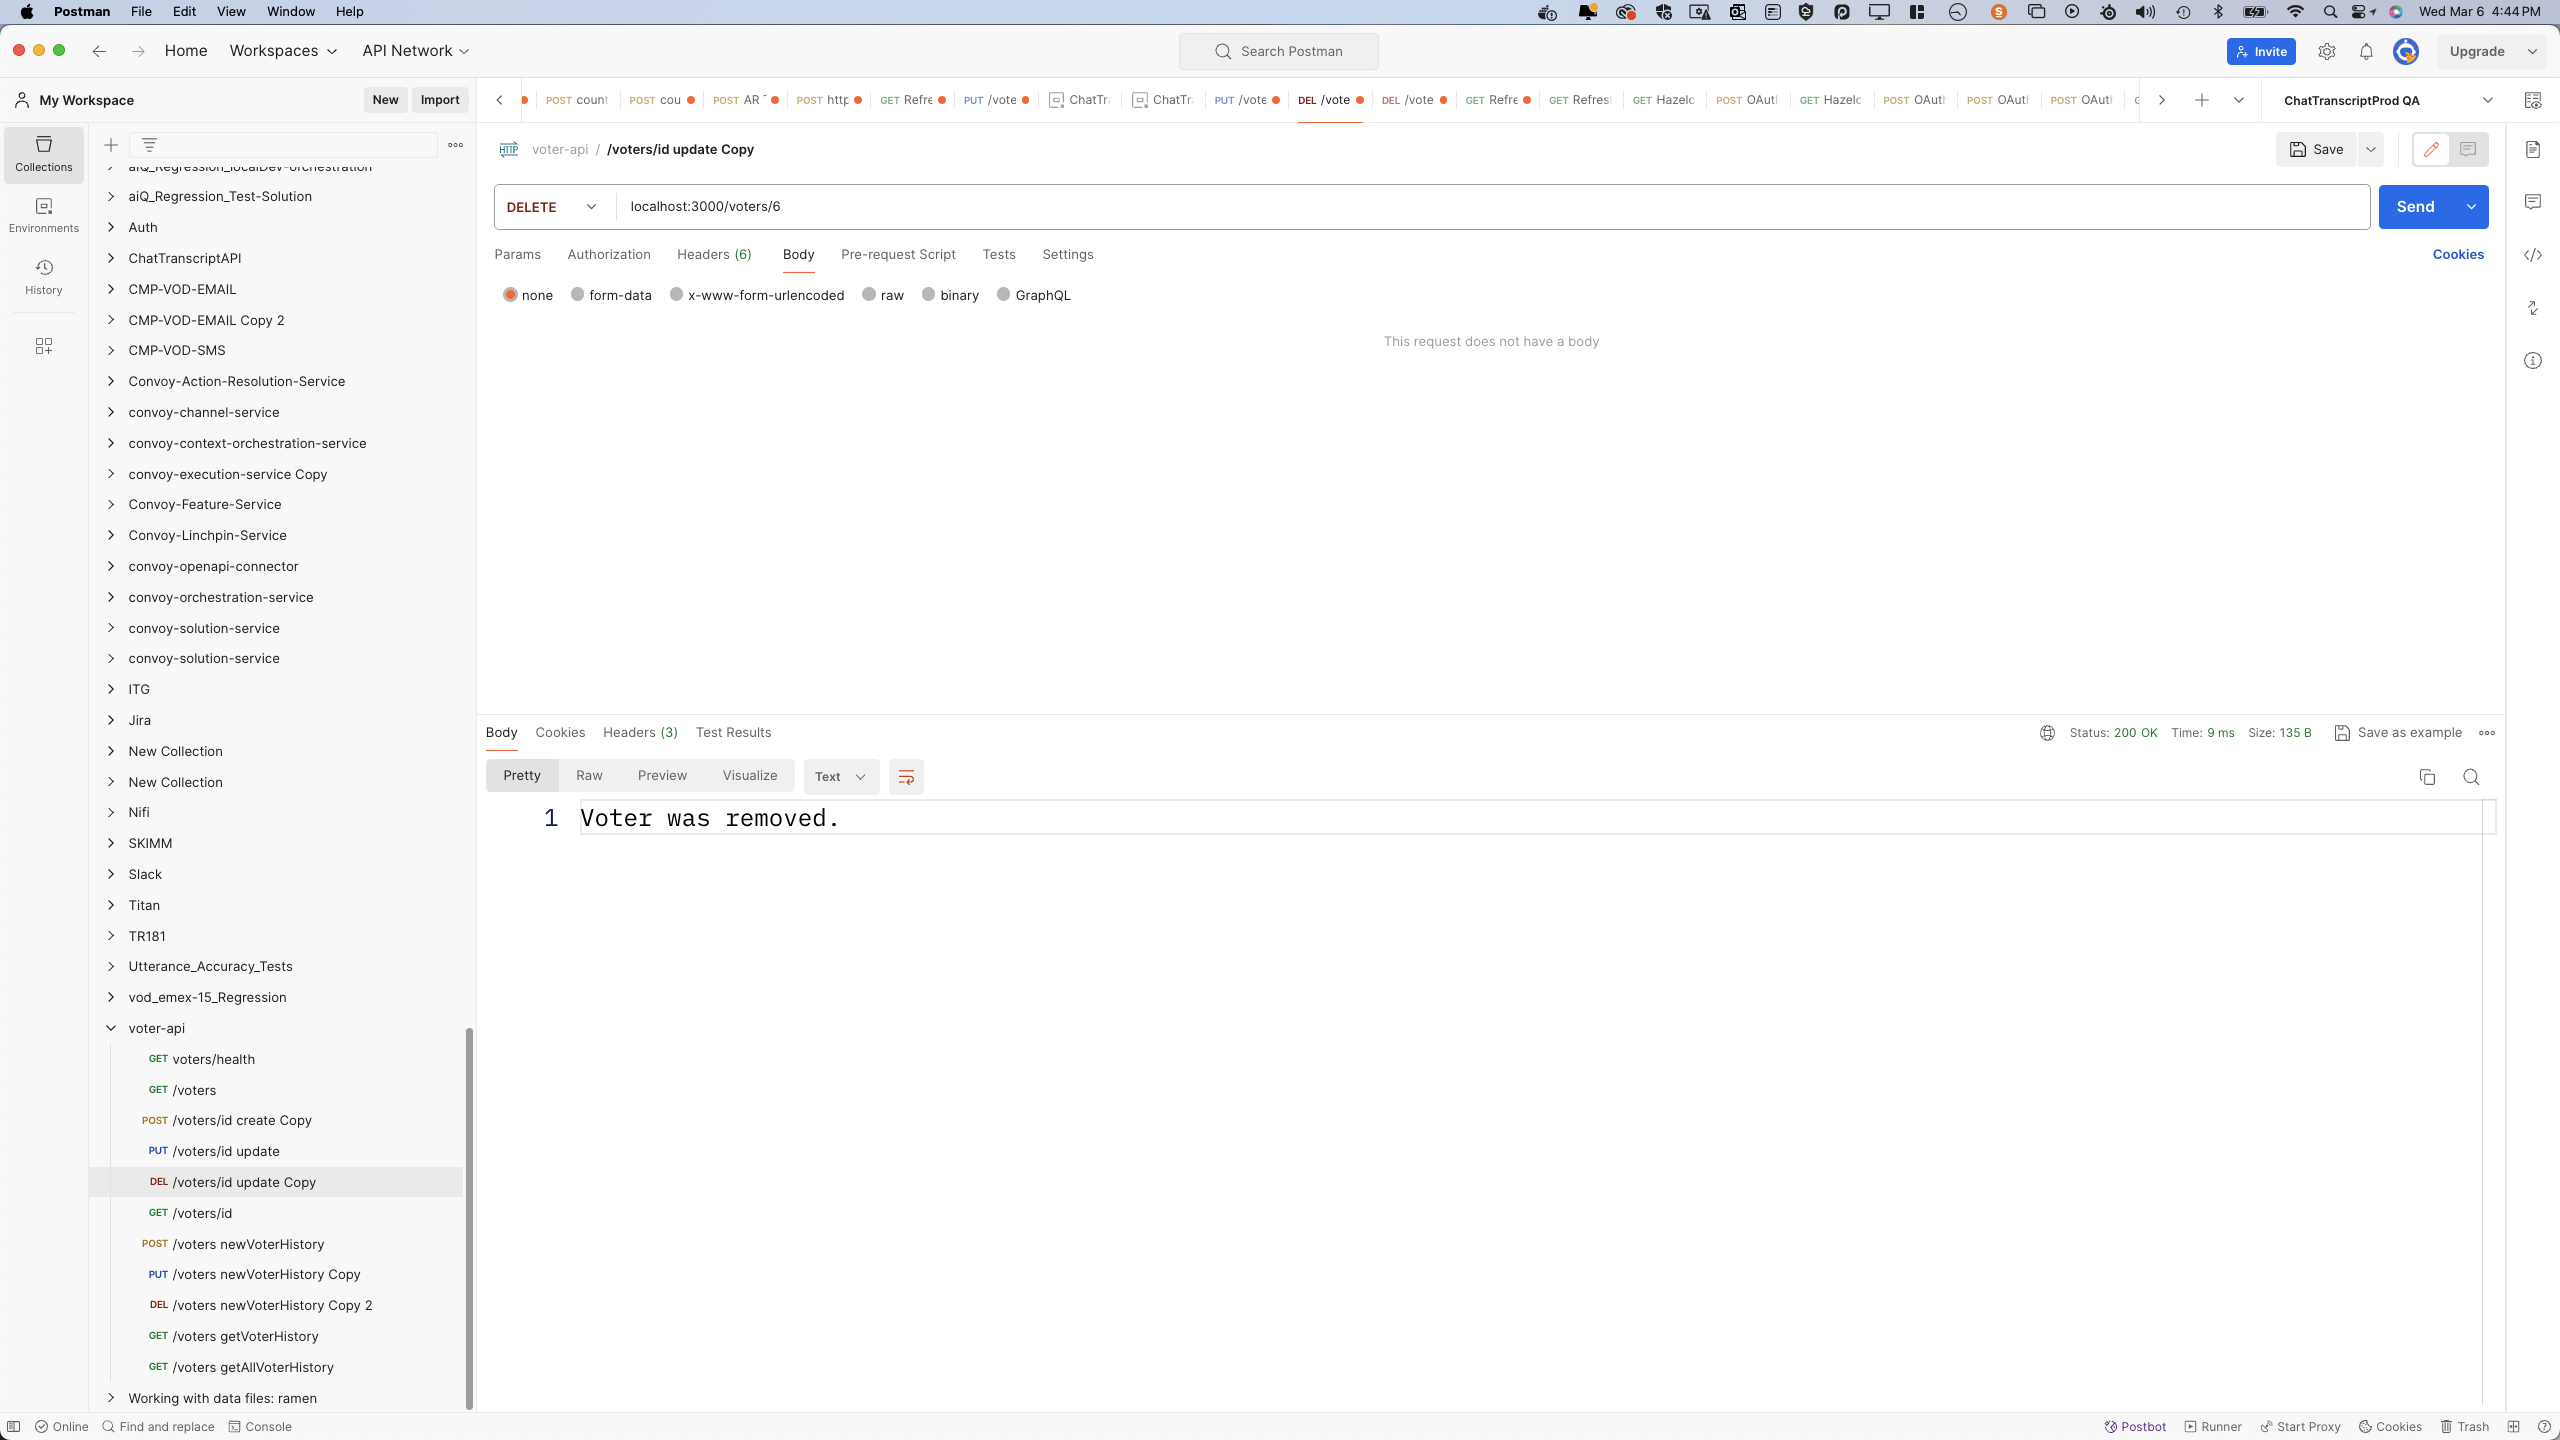 Postman File Edit View Window Help
Wed Mar 6 4:44 PM
Home Workspaces API Network
Search Postman
Invite
Upgrade
My Workspace
New Import
POST count
POST cou
POST AR
POST http
GET Refre
PUT /vote
ChatTr
ChatTr
PUT /vote
DEL /vote
DEL /vote
GET Refre
GET Refres
GET Hazelc
POST OAut
GET Hazelc
POST OAut
POST OAut
POST OAut
ChatTranscriptProd QA
Collections
Environments
History
aiQ_Regression_localDev-orchestration
aiQ_Regression_Test-Solution
Auth
ChatTranscriptAPI
CMP-VOD-EMAIL
CMP-VOD-EMAIL Copy 2
CMP-VOD-SMS
Convoy-Action-Resolution-Service
convoy-channel-service
convoy-context-orchestration-service
convoy-execution-service Copy
Convoy-Feature-Service
Convoy-Linchpin-Service
convoy-openapi-connector
convoy-orchestration-service
convoy-solution-service
convoy-solution-service
ITG
Jira
New Collection
New Collection
Nifi
SKIMM
Slack
Titan
TR181
Utterance_Accuracy_Tests
vod_emex-15_Regression
voter-api
GET voters/health
GET /voters
POST /voters/id create Copy
PUT /voters/id update
DEL /voters/id update Copy
GET /voters/id
POST /voters newVoterHistory
PUT /voters newVoterHistory Copy
DEL /voters newVoterHistory Copy 2
GET /voters getVoterHistory
GET /voters getAllVoterHistory
Working with data files: ramen
HTTP voter-api / /voters/id update Copy
Save
DELETE localhost:3000/voters/6
Send
Params Authorization Headers (6) Body Pre-request Script Tests Settings
Cookies
none form-data x-www-form-urlencoded raw binary GraphQL
This request does not have a body
Body Cookies Headers (3) Test Results
Status: 200 OK Time: 9 ms Size: 135 B Save as example
Pretty Raw Preview Visualize Text
1 Voter was removed.
Online Find and replace Console
Postbot Runner Start Proxy Cookies Trash